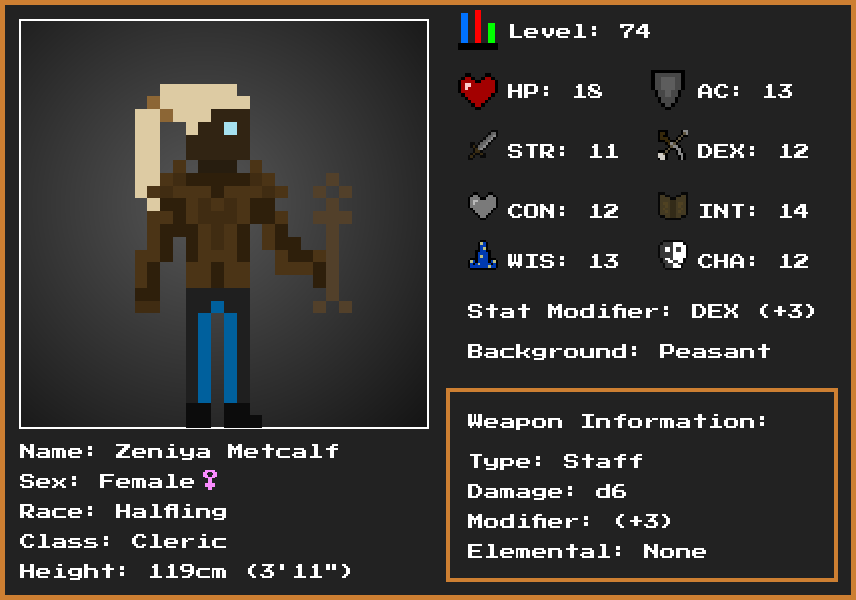 Level: 74
HP: 18 AC: 13
STR: 11 DEX: 12
CON: 12 INT: 14
WIS: 13 CHA: 12
Stat Modifier: DEX (+3)
Background: Peasant
Weapon Information:
Type: Staff
Damage: d6
Modifier: (+3)
Elemental: None
Name: Zeniya Metcalf
Sex: Female♀
Race: Halfling
Class: Cleric
Height: 119cm (3'11")